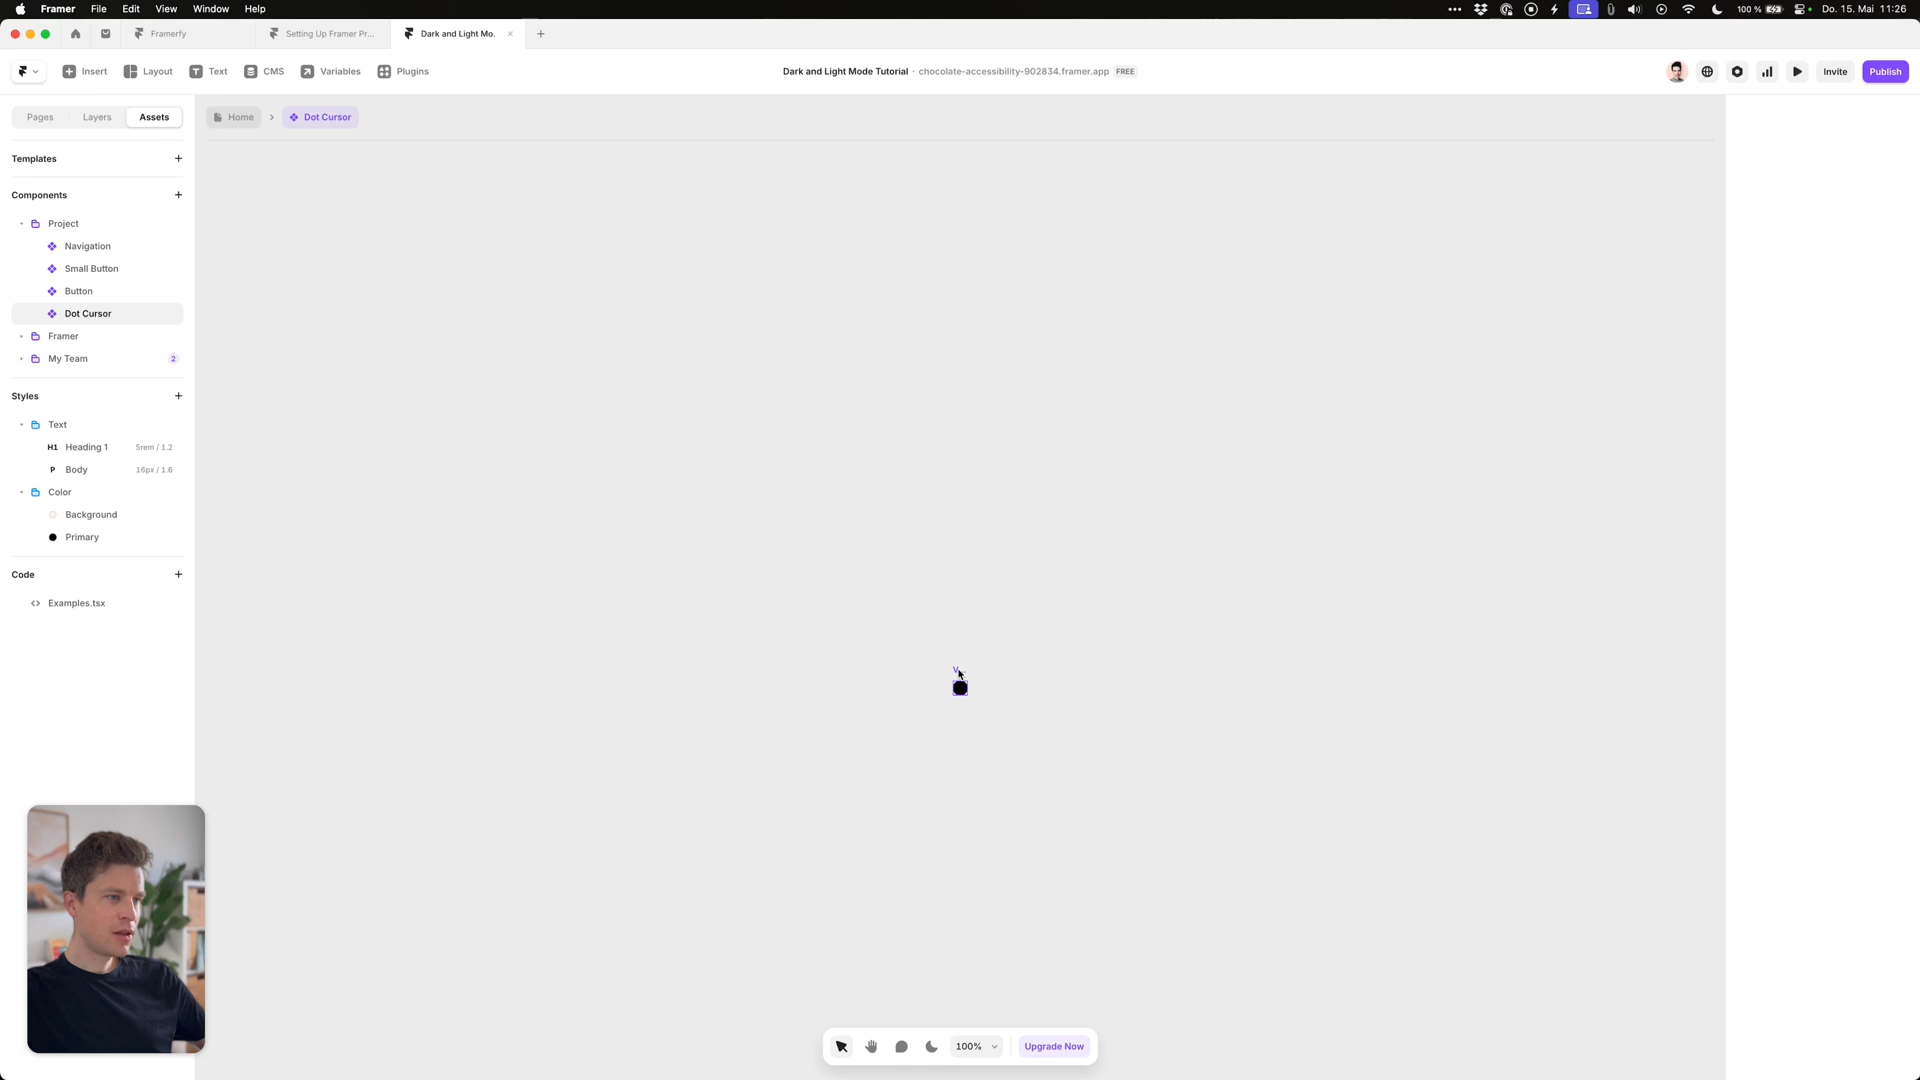 Framer File Edit View Window Help
100 % Do. 15. Mai 11:26
Framerfy
Setting Up Framer Pr...
Dark and Light Mo.
Insert Layout Text CMS Variables Plugins
Dark and Light Mode Tutorial · chocolate-accessibility-902834.framer.app FREE
Invite Publish
Pages Layers Assets
Home > Dot Cursor
Templates
Components
Project
Navigation
Small Button
Button
Dot Cursor
Framer
My Team 2
Styles
Text
H1 Heading 1 5rem / 1.2
P Body 16px / 1.6
Color
Background
Primary
Code
Examples.tsx
100% Upgrade Now